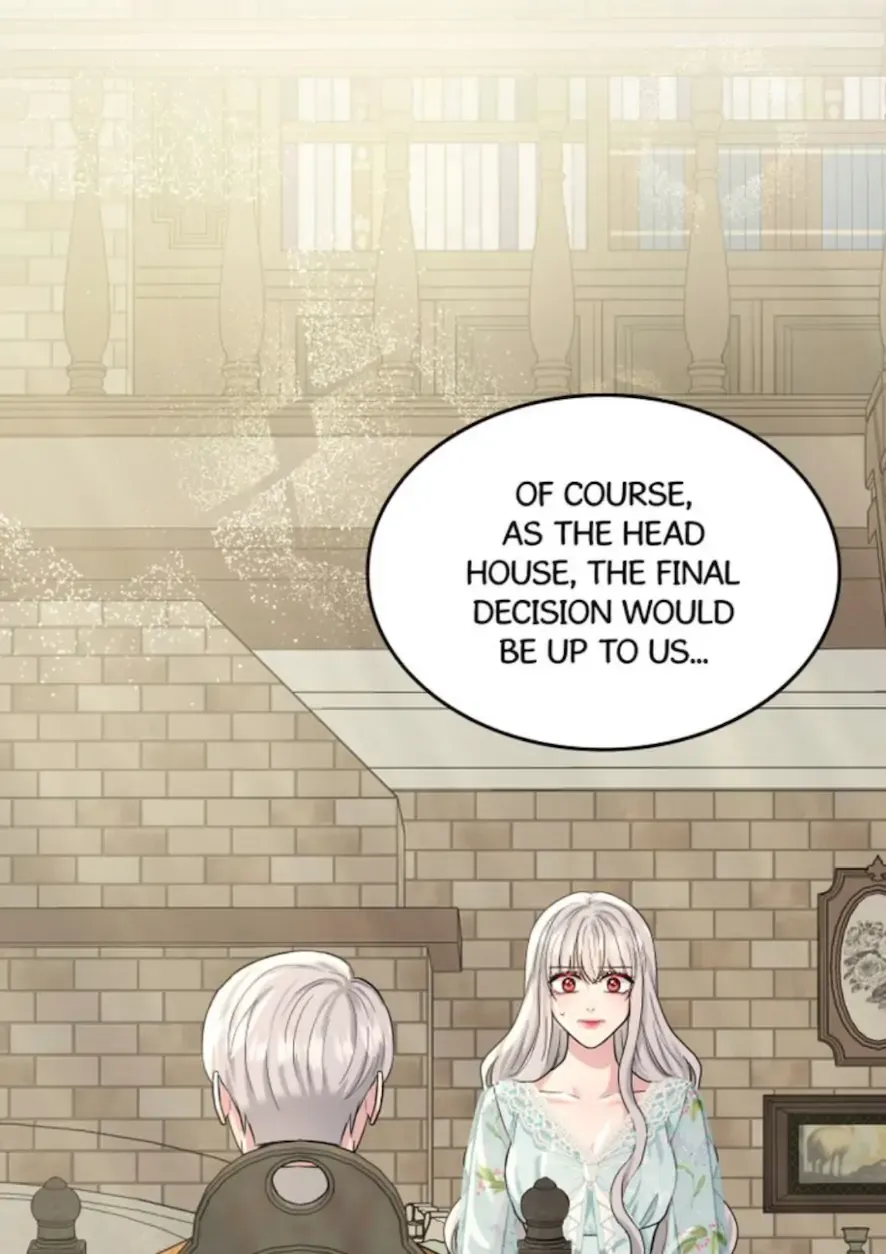 OF COURSE,
AS THE HEAD
HOUSE, THE FINAL
DECISION WOULD
BE UP TO US...